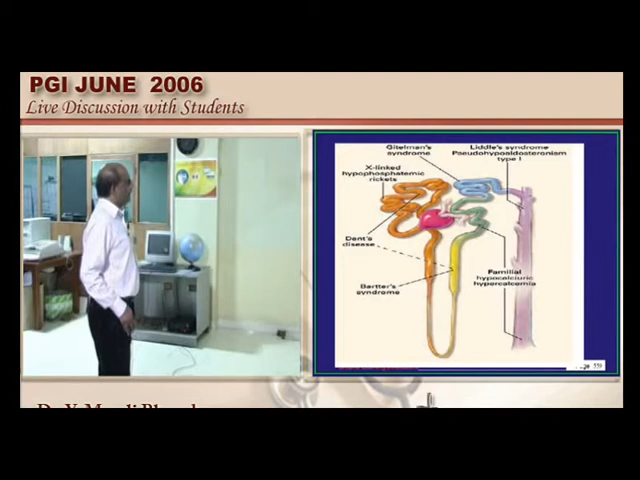 PGI JUNE 2006
Live Discussion with Students
Gitelman's
syndrome
Liddle's syndrome
Pseudohypoaldosteronism
type I
X-linked
hypophosphatemic
rickets
Dent's
disease
Bartter's
syndrome
Familial
hypocalciuric
hypercalcemia